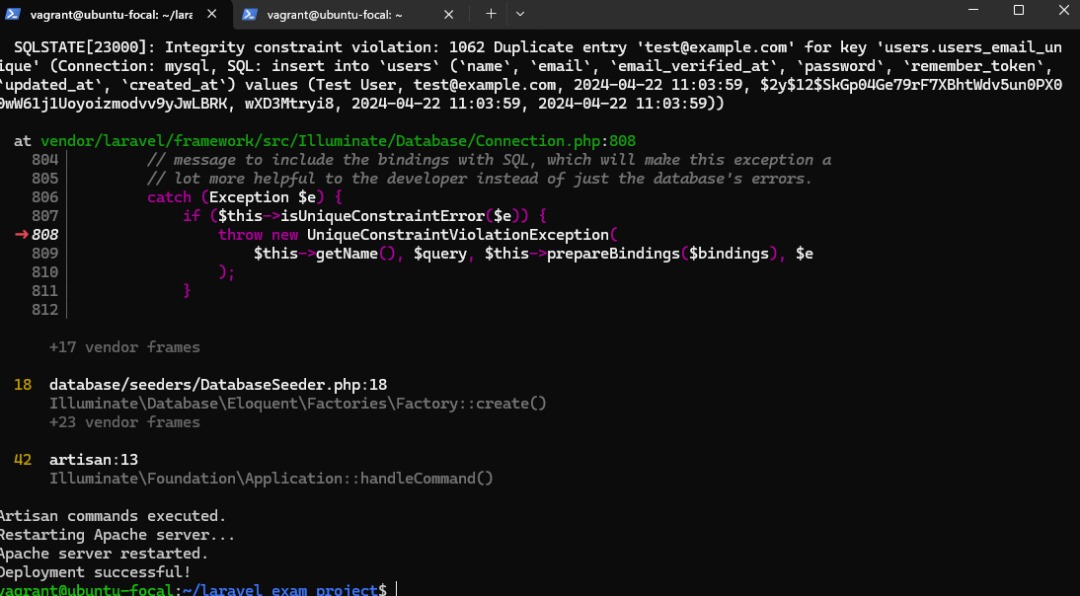 vagrant@ubuntu-focal: ~/lara
vagrant@ubuntu-focal: ~
SQLSTATE[23000]: Integrity constraint violation: 1062 Duplicate entry 'test@example.com' for key 'users.users_email_un
ique' (Connection: mysql, SQL: insert into `users` (`name`, `email`, `email_verified_at`, `password`, `remember_token`,
`updated_at`, `created_at`) values (Test User, test@example.com, 2024-04-22 11:03:59, $2y$12$SkGp04Ge79rF7XBhtWdv5un0PX0
0wW61j1Uoyoizmodvv9yJwLBRK, wXD3Mtryi8, 2024-04-22 11:03:59, 2024-04-22 11:03:59))
at vendor/laravel/framework/src/Illuminate/Database/Connection.php:808
804 // message to include the bindings with SQL, which will make this exception a
805 // lot more helpful to the developer instead of just the database's errors.
806 catch (Exception $e) {
807 if ($this->isUniqueConstraintError($e)) {
→808 throw new UniqueConstraintViolationException(
809 $this->getName(), $query, $this->prepareBindings($bindings), $e
810 );
811 }
812
+17 vendor frames
18 database/seeders/DatabaseSeeder.php:18
Illuminate\Database\Eloquent\Factories\Factory::create()
+23 vendor frames
42 artisan:13
Illuminate\Foundation\Application::handleCommand()
Artisan commands executed.
Restarting Apache server...
Apache server restarted.
Deployment successful!
vagrant@ubuntu-focal:~/laravel_exam_project$